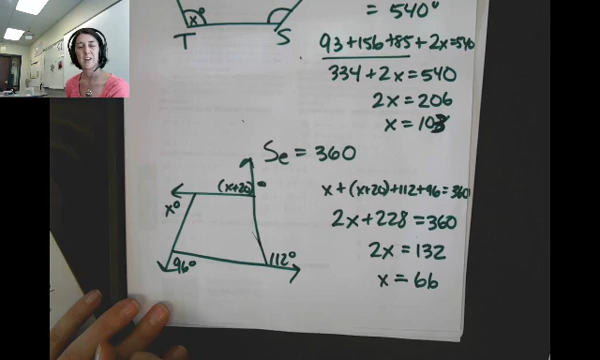 = 540°
x°
T
S
93+156+85+2x=540
334+2x=540
2x=206
x=103
Se=360
(x+20)
x°
96°
112°
x+(x+20)+112+96=360
2x+228=360
2x=132
x=66